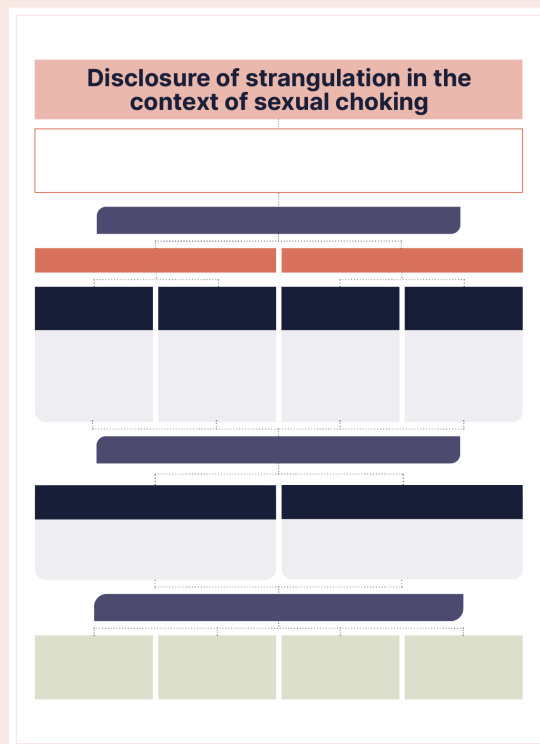 Disclosure of strangulation in the
context of sexual choking